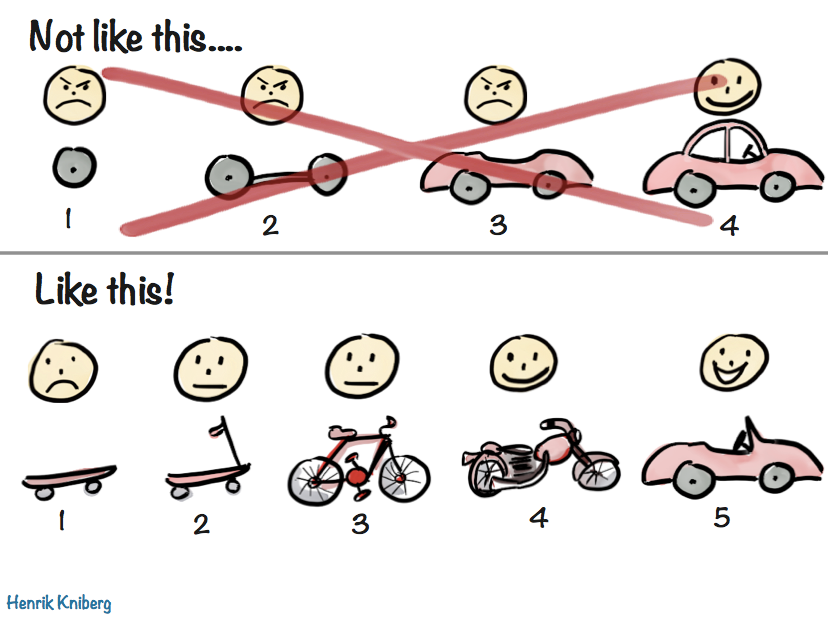 Not like this....
1 2 3 4
Like this!
1 2 3 4 5
Henrik Kniberg